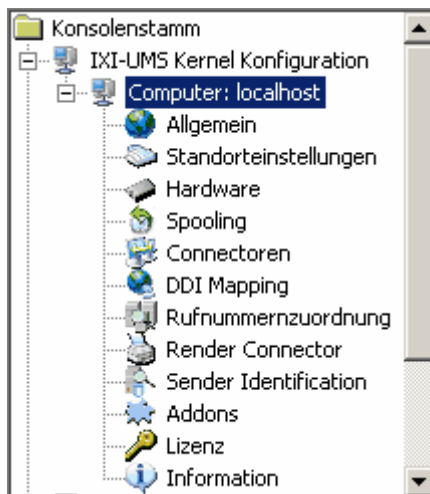 Konsolenstamm
IXI-UMS Kernel Konfiguration
Computer: localhost
Allgemein
Standorteinstellungen
Hardware
Spooling
Connectoren
DDI Mapping
Rufnummernzuordnung
Render Connector
Sender Identification
Addons
Lizenz
Information